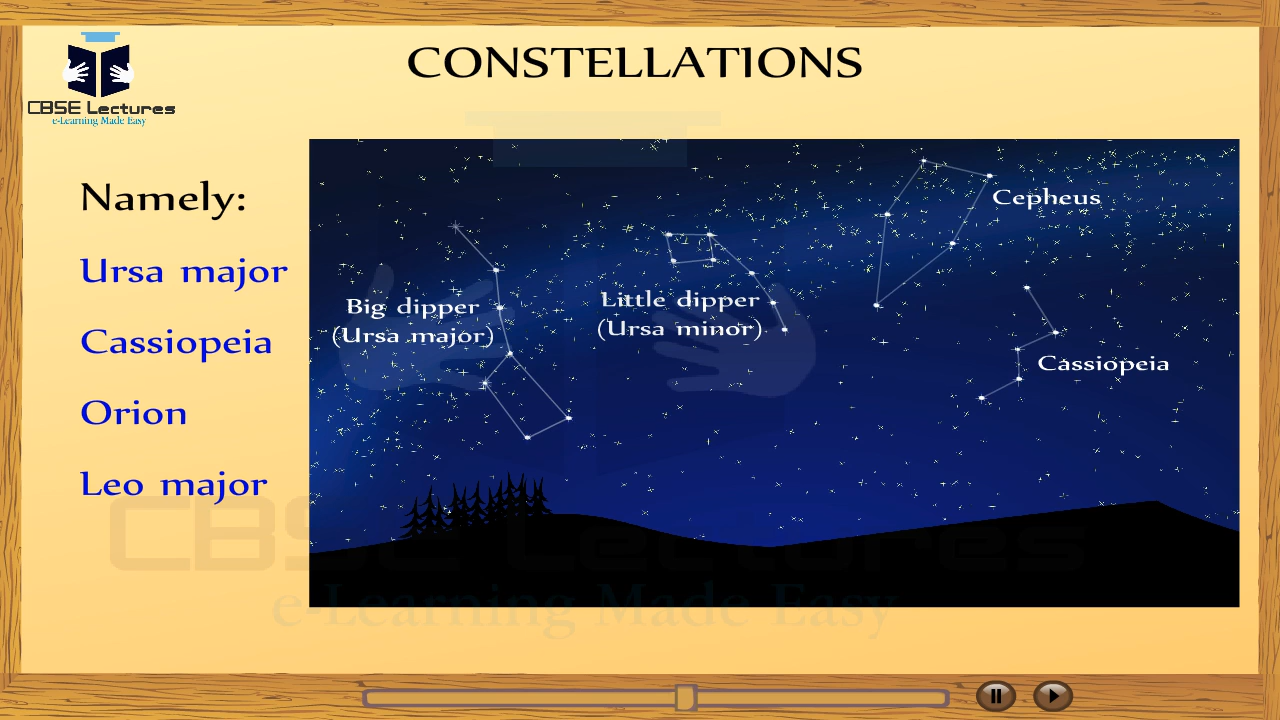 CONSTELLATIONS
CBSE Lectures
e-Learning Made Easy
Namely:
Ursa major
Cassiopeia
Orion
Leo major
Cepheus
Big dipper
(Ursa major)
Little dipper
(Ursa minor)
Cassiopeia
CBSE Lectures
e-Learning Made Easy